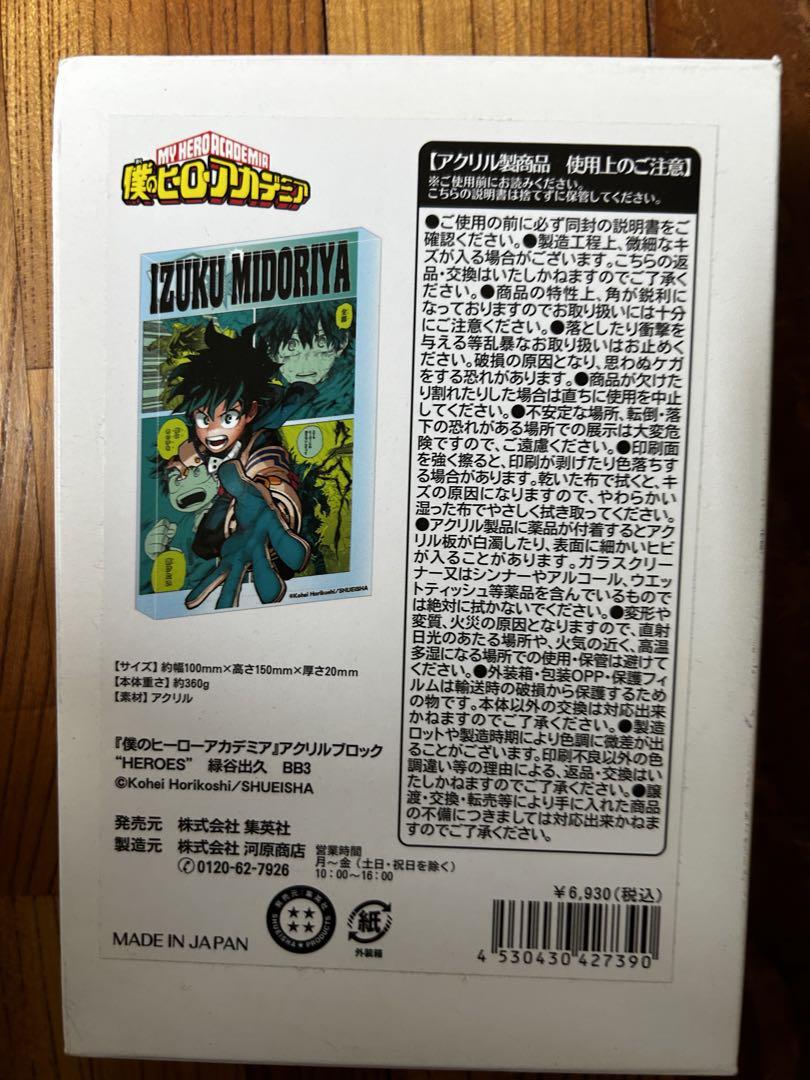 MY HERO ACADEMIA
僕のヒーローアカデミア
IZUKU MIDORIYA
全部
©Kohei Horikoshi/SHUEISHA
【サイズ】約幅100mm×高さ150mm×厚さ20mm
【本体重さ】約360g
【素材】アクリル
『僕のヒーローアカデミア』アクリルブロック
“HEROES” 緑谷出久 BB3
©Kohei Horikoshi/SHUEISHA
発売元 株式会社 集英社
製造元 株式会社 河原商店
0120-62-7926
営業時間
月～金（土日・祝日を除く）
10：00～16：00
MADE IN JAPAN
発売元：集英社
SHUEISHA★PRODUCTS
紙
外装箱
【アクリル製商品 使用上のご注意】
※ご使用前にお読みください。
こちらの説明書は捨てずに保管してください。
●ご使用の前に必ず同封の説明書をご
確認ください。●製造工程上、微細なキ
ズが入る場合がございます。こちらの返
品・交換はいたしかねますのでご了承く
ださい。●商品の特性上、角が鋭利に
なっておりますのでお取り扱いには十分
にご注意ください。●落としたり衝撃を
与える等乱暴なお取り扱いはお止めく
ださい。破損の原因となり、思わぬケガ
をする恐れがあります。●商品が欠けた
り割れたりした場合は直ちに使用を中止
してください。●不安定な場所、転倒・落
下の恐れがある場所での展示は大変危
険ですので、ご遠慮ください。●印刷面
を強く擦ると、印刷が剥げたり色落ちす
る場合があります。乾いた布で拭くと、キ
ズの原因になりますので、やわらかい
湿った布でやさしく拭き取ってください。
●アクリル製品に薬品が付着するとアク
リル板が白濁したり、表面に細かいヒビ
が入ることがあります。ガラスクリー
ナー又はシンナーやアルコール、ウエッ
トティッシュ等薬品を含んでいるもので
は絶対に拭かないでください。●変形や
変質、火災の原因となりますので、直射
日光のあたる場所や、火気の近く、高温
多湿になる場所での使用・保管は避けて
ください。●外装箱・包装OPP・保護フィ
ルムは輸送時の破損から保護するため
の物です。本体以外の交換は対応出来
かねますのでご了承ください。●製造
ロットや製造時期により色調に微差が出
ることがございます。印刷不良以外の色
調違い等の理由による、返品・交換はい
たしかねますのでご了承ください。●譲
渡・交換・転売等により手に入れた商品
の不備につきましては対応出来かねま
すのでご了承ください。
￥6,930（税込）
4 530430 427390